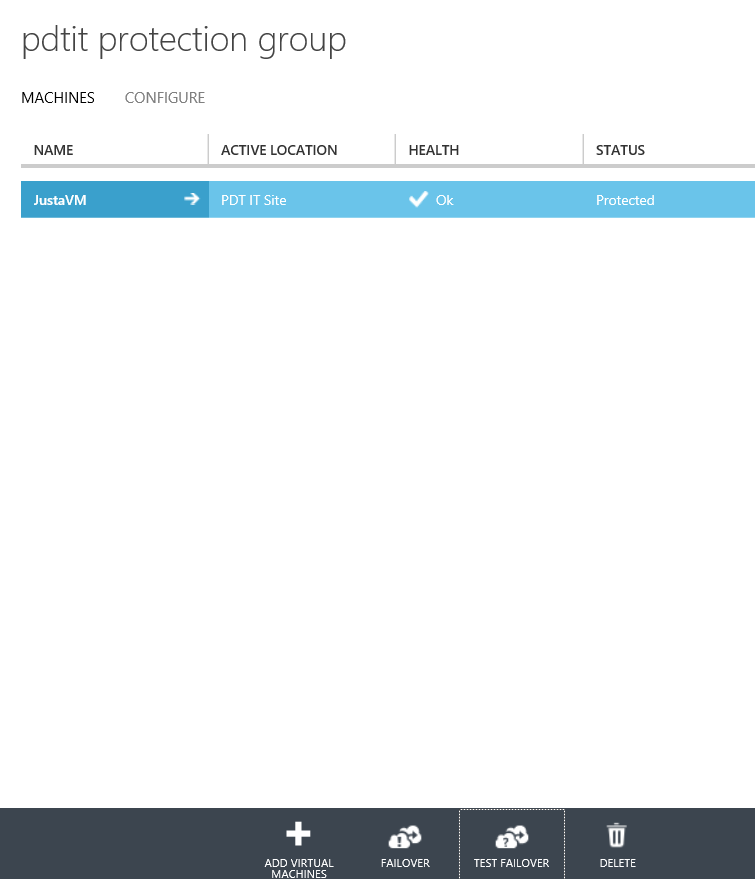 pdtit protection group
MACHINES CONFIGURE
NAME ACTIVE LOCATION HEALTH STATUS
JustaVM PDT IT Site Ok Protected
ADD VIRTUAL MACHINES FAILOVER TEST FAILOVER DELETE